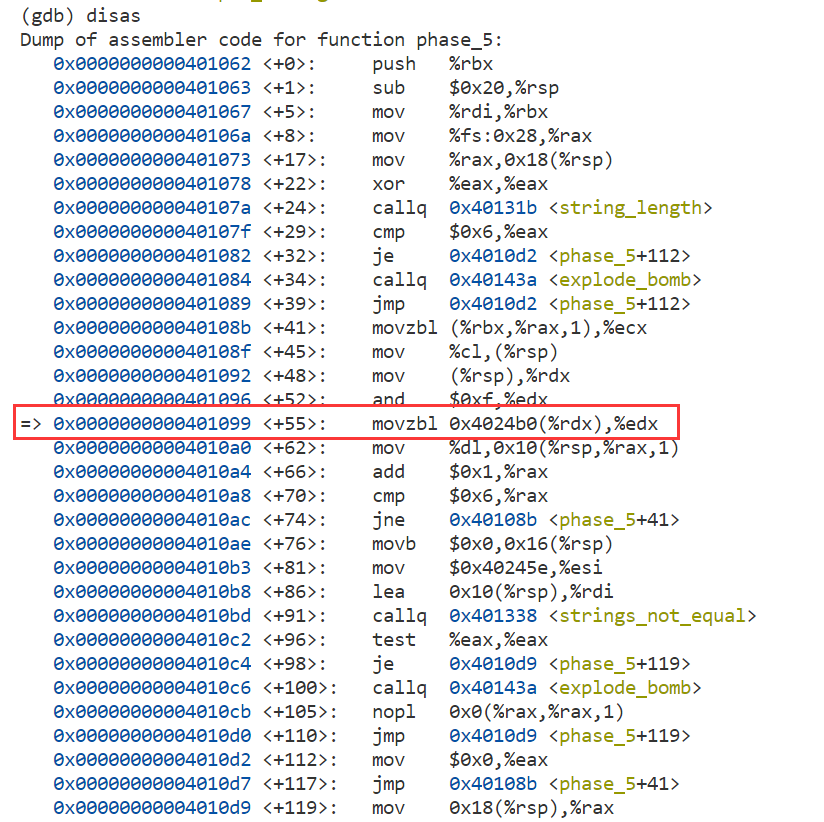 (gdb) disas
Dump of assembler code for function phase_5:
   0x0000000000401062 <+0>:     push   %rbx
   0x0000000000401063 <+1>:     sub    $0x20,%rsp
   0x0000000000401067 <+5>:     mov    %rdi,%rbx
   0x000000000040106a <+8>:     mov    %fs:0x28,%rax
   0x0000000000401073 <+17>:    mov    %rax,0x18(%rsp)
   0x0000000000401078 <+22>:    xor    %eax,%eax
   0x000000000040107a <+24>:    callq  0x40131b <string_length>
   0x000000000040107f <+29>:    cmp    $0x6,%eax
   0x0000000000401082 <+32>:    je     0x4010d2 <phase_5+112>
   0x0000000000401084 <+34>:    callq  0x40143a <explode_bomb>
   0x0000000000401089 <+39>:    jmp    0x4010d2 <phase_5+112>
   0x000000000040108b <+41>:    movzbl (%rbx,%rax,1),%ecx
   0x000000000040108f <+45>:    mov    %cl,(%rsp)
   0x0000000000401092 <+48>:    mov    (%rsp),%rdx
   0x0000000000401096 <+52>:    and    $0xf,%edx
=> 0x0000000000401099 <+55>:    movzbl 0x4024b0(%rdx),%edx
   0x00000000004010a0 <+62>:    mov    %dl,0x10(%rsp,%rax,1)
   0x00000000004010a4 <+66>:    add    $0x1,%rax
   0x00000000004010a8 <+70>:    cmp    $0x6,%rax
   0x00000000004010ac <+74>:    jne    0x40108b <phase_5+41>
   0x00000000004010ae <+76>:    movb   $0x0,0x16(%rsp)
   0x00000000004010b3 <+81>:    mov    $0x40245e,%esi
   0x00000000004010b8 <+86>:    lea    0x10(%rsp),%rdi
   0x00000000004010bd <+91>:    callq  0x401338 <strings_not_equal>
   0x00000000004010c2 <+96>:    test   %eax,%eax
   0x00000000004010c4 <+98>:    je     0x4010d9 <phase_5+119>
   0x00000000004010c6 <+100>:   callq  0x40143a <explode_bomb>
   0x00000000004010cb <+105>:   nopl   0x0(%rax,%rax,1)
   0x00000000004010d0 <+110>:   jmp    0x4010d9 <phase_5+119>
   0x00000000004010d2 <+112>:   mov    $0x0,%eax
   0x00000000004010d7 <+117>:   jmp    0x40108b <phase_5+41>
   0x00000000004010d9 <+119>:   mov    0x18(%rsp),%rax